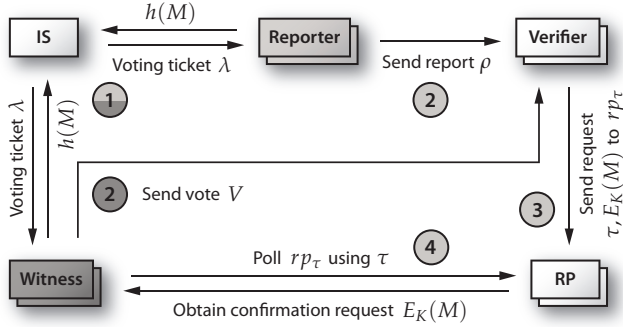 h(M)
IS
Reporter
Verifier
Voting ticket λ
Send report ρ
1
2
Voting ticket λ
h(M)
Send request
τ, E_K(M) to rp_τ
2 Send vote V
3
4
Poll rp_τ using τ
Witness
RP
Obtain confirmation request E_K(M)